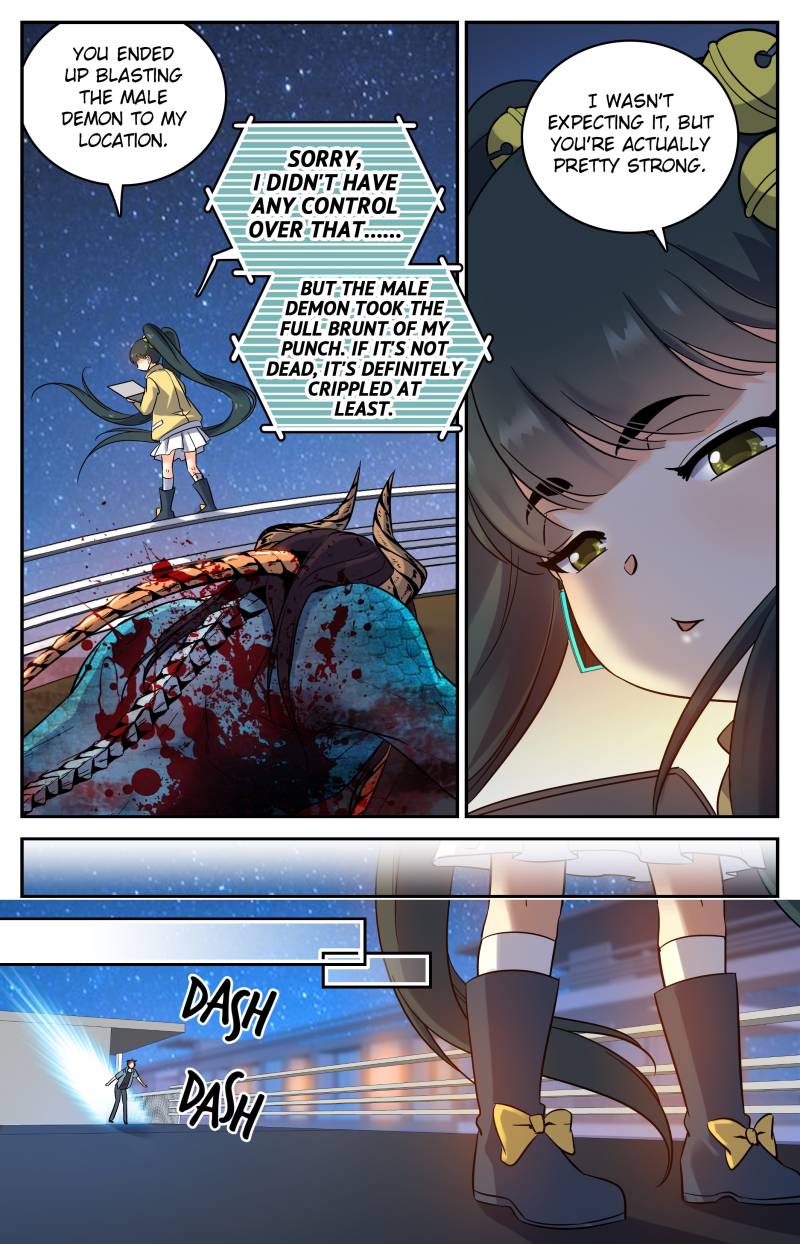 YOU ENDED
UP BLASTING
THE MALE
DEMON TO MY
LOCATION.
SORRY,
I DIDN'T HAVE
ANY CONTROL
OVER THAT......
BUT THE MALE
DEMON TOOK THE
FULL BRUNT OF MY
PUNCH. IF IT'S NOT
DEAD, IT'S DEFINITELY
CRIPPLED AT
LEAST.
I WASN'T
EXPECTING IT, BUT
YOU'RE ACTUALLY
PRETTY STRONG.
DASH
DASH